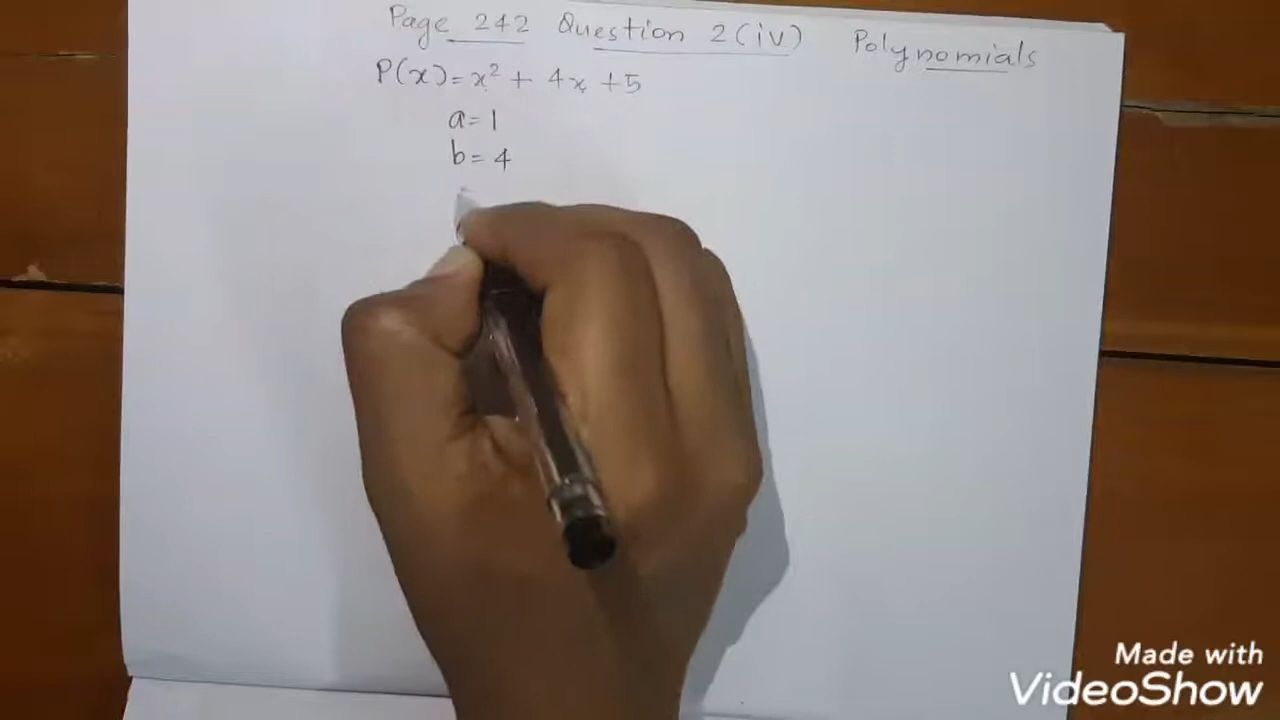 Page 242 Question 2(iv) Polynomials
P(x) = x² + 4x + 5
a = 1
b = 4
Made with
VideoShow